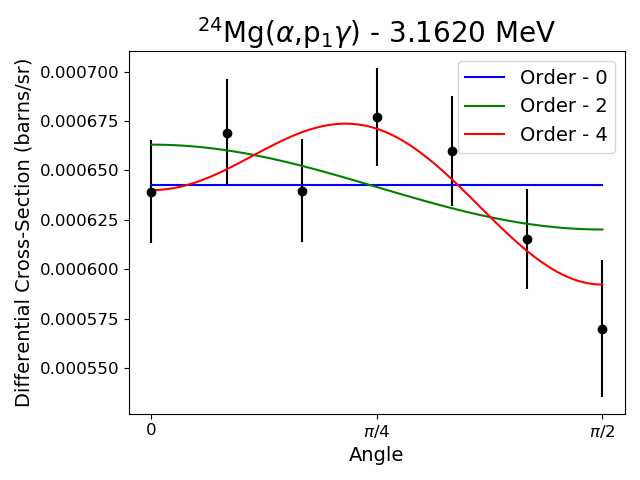 ²⁴Mg(α,p₁γ) - 3.1620 MeV
Differential Cross-Section (barns/sr)
0.000700
0.000675
0.000650
0.000625
0.000600
0.000575
0.000550
Order - 0
Order - 2
Order - 4
0
π/4
π/2
Angle